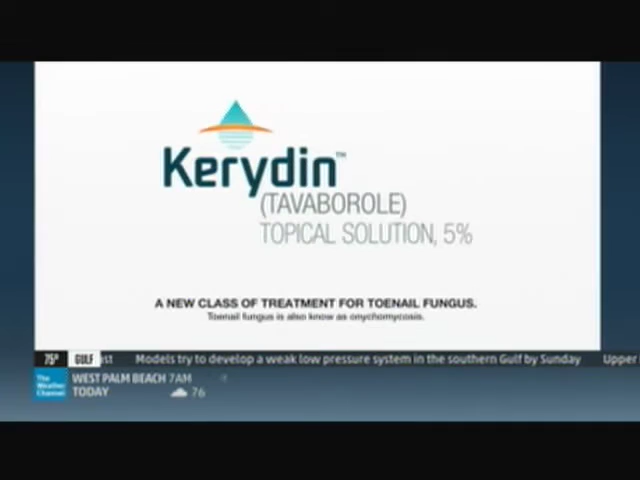 Kerydin™
(TAVABOROLE)
TOPICAL SOLUTION, 5%
A NEW CLASS OF TREATMENT FOR TOENAIL FUNGUS.
Toenail fungus is also know as onychomycosis.
75° GULF st Models try to develop a weak low pressure system in the southern Gulf by Sunday Upper
The Weather Channel
WEST PALM BEACH 7AM
TODAY 76